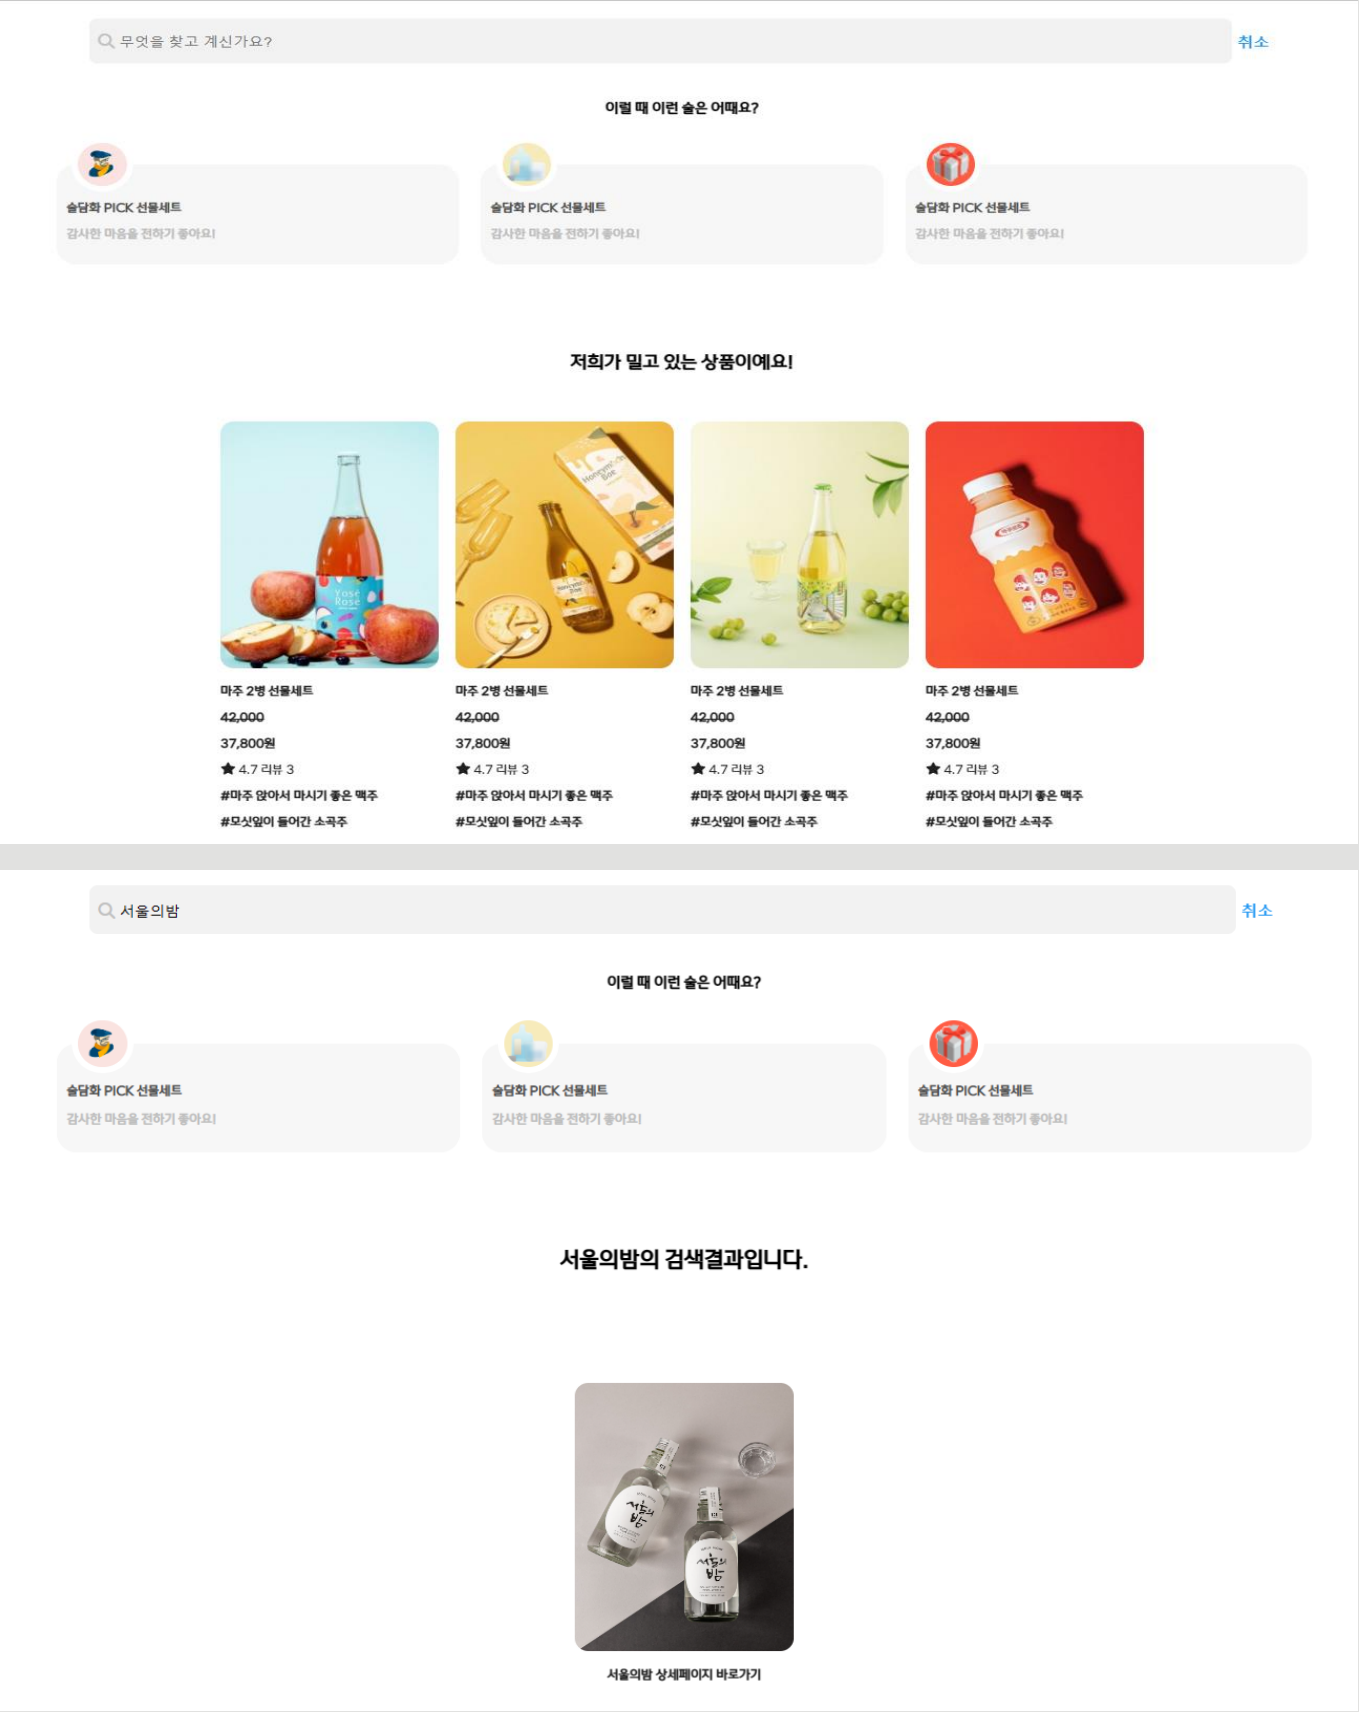 무엇을 찾고 계신가요?
취소
이럴 때 이런 술은 어때요?
술담화 PICK 선물세트
감사한 마음을 전하기 좋아요!
술담화 PICK 선물세트
감사한 마음을 전하기 좋아요!
술담화 PICK 선물세트
감사한 마음을 전하기 좋아요!
저희가 밀고 있는 상품이예요!
Yosé
Rosé
Honeymoon
Doe
마주 2병 선물세트
42,000
37,800원
4.7 리뷰 3
#마주 앉아서 마시기 좋은 맥주
#모싯잎이 들어간 소곡주
마주 2병 선물세트
42,000
37,800원
4.7 리뷰 3
#마주 앉아서 마시기 좋은 맥주
#모싯잎이 들어간 소곡주
마주 2병 선물세트
42,000
37,800원
4.7 리뷰 3
#마주 앉아서 마시기 좋은 맥주
#모싯잎이 들어간 소곡주
마주 2병 선물세트
42,000
37,800원
4.7 리뷰 3
#마주 앉아서 마시기 좋은 맥주
#모싯잎이 들어간 소곡주
서울의밤
취소
이럴 때 이런 술은 어때요?
술담화 PICK 선물세트
감사한 마음을 전하기 좋아요!
술담화 PICK 선물세트
감사한 마음을 전하기 좋아요!
술담화 PICK 선물세트
감사한 마음을 전하기 좋아요!
서울의밤의 검색결과입니다.
서울의
밤
서울의
밤
서울의밤 상세페이지 바로가기